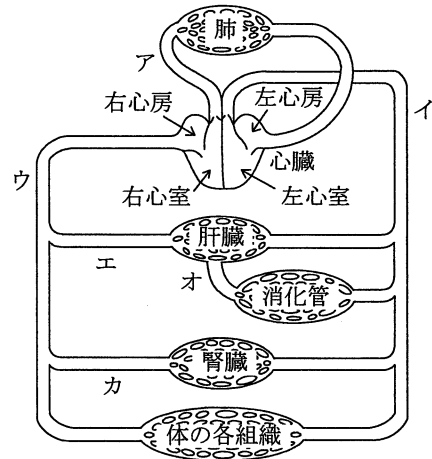 肺
ア
右心房
左心房
イ
心臓
ウ
右心室
左心室
肝臓
エ
オ
消化管
腎臓
カ
体の各組織